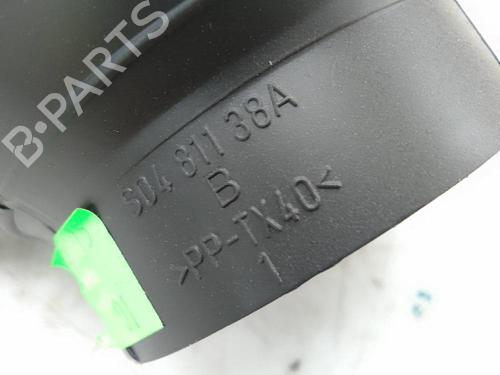 B-PARTS
504 811 38A
B
>PP-TX40<
1